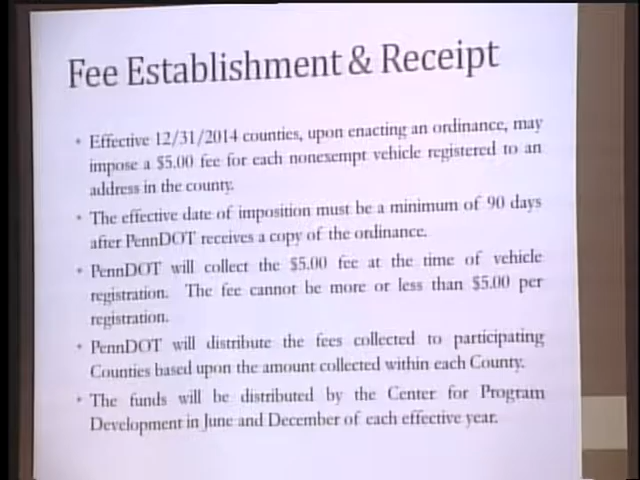 Fee Establishment & Receipt
* Effective 12/31/2014 counties, upon enacting an ordinance, may
impose a $5.00 fee for each nonexempt vehicle registered to an
address in the county.
* The effective date of imposition must be a minimum of 90 days
after PennDOT receives a copy of the ordinance.
* PennDOT will collect the $5.00 fee at the time of vehicle
registration. The fee cannot be more or less than $5.00 per
registration.
* PennDOT will distribute the fees collected to participating
Counties based upon the amount collected within each County.
* The funds will be distributed by the Center for Program
Development in June and December of each effective year.